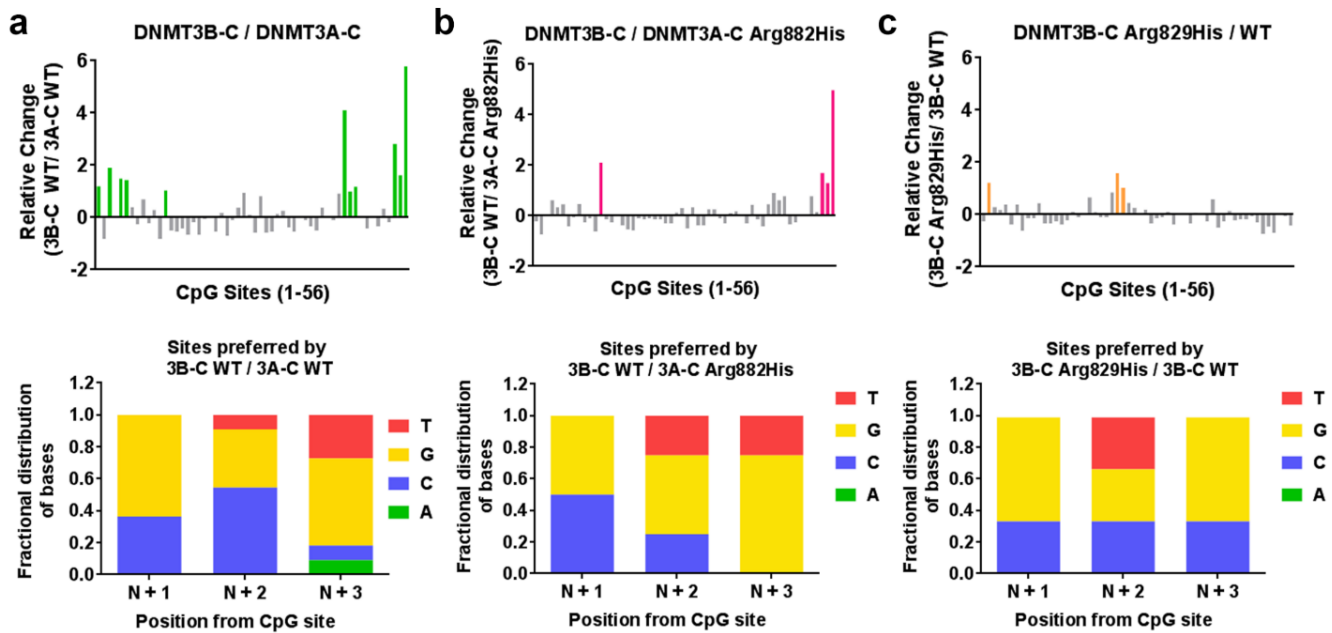 a
DNMT3B-C / DNMT3A-C
Relative Change
(3B-C WT/ 3A-C WT)
6
4
2
0
-2
CpG Sites (1-56)
Sites preferred by
3B-C WT / 3A-C WT
Fractional distribution
of bases
1.2
1.0
0.8
0.6
0.4
0.2
0.0
T
G
C
A
N + 1 N + 2 N + 3
Position from CpG site
b
DNMT3B-C / DNMT3A-C Arg882His
Relative Change
(3B-C WT/ 3A-C Arg882His)
6
4
2
0
-2
CpG Sites (1-56)
Sites preferred by
3B-C WT / 3A-C Arg882His
Fractional distribution
of bases
1.2
1.0
0.8
0.6
0.4
0.2
0.0
T
G
C
A
N + 1 N + 2 N + 3
Position from CpG site
c
DNMT3B-C Arg829His / WT
Relative Change
(3B-C Arg829His/ 3B-C WT)
6
4
2
0
-2
CpG Sites (1-56)
Sites preferred by
3B-C Arg829His / 3B-C WT
Fractional distribution
of bases
1.2
1.0
0.8
0.6
0.4
0.2
0.0
T
G
C
A
N + 1 N + 2 N + 3
Position from CpG site